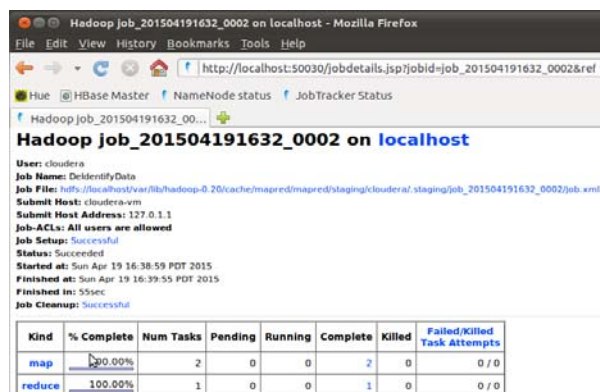 Hadoop job_201504191632_0002 on localhost - Mozilla Firefox
File Edit View History Bookmarks Tools Help
http://localhost:50030/jobdetails.jsp?jobid=job_201504191632_0002&ref
Hue HBase Master NameNode status JobTracker Status
Hadoop job_201504191632_00...
Hadoop job_201504191632_0002 on localhost
User: cloudera
Job Name: DeIdentifyData
Job File: hdfs://localhost/var/lib/hadoop-0.20/cache/mapred/mapred/staging/cloudera/.staging/job_201504191632_0002/job.xml
Submit Host: cloudera-vm
Submit Host Address: 127.0.1.1
Job-ACLs: All users are allowed
Job Setup: Successful
Status: Succeeded
Started at: Sun Apr 19 16:38:59 PDT 2015
Finished at: Sun Apr 19 16:39:55 PDT 2015
Finished in: 55sec
Job Cleanup: Successful
Kind % Complete Num Tasks Pending Running Complete Killed Failed/Killed Task Attempts
map 100.00% 2 0 0 2 0 0 / 0
reduce 100.00% 1 0 0 1 0 0 / 0